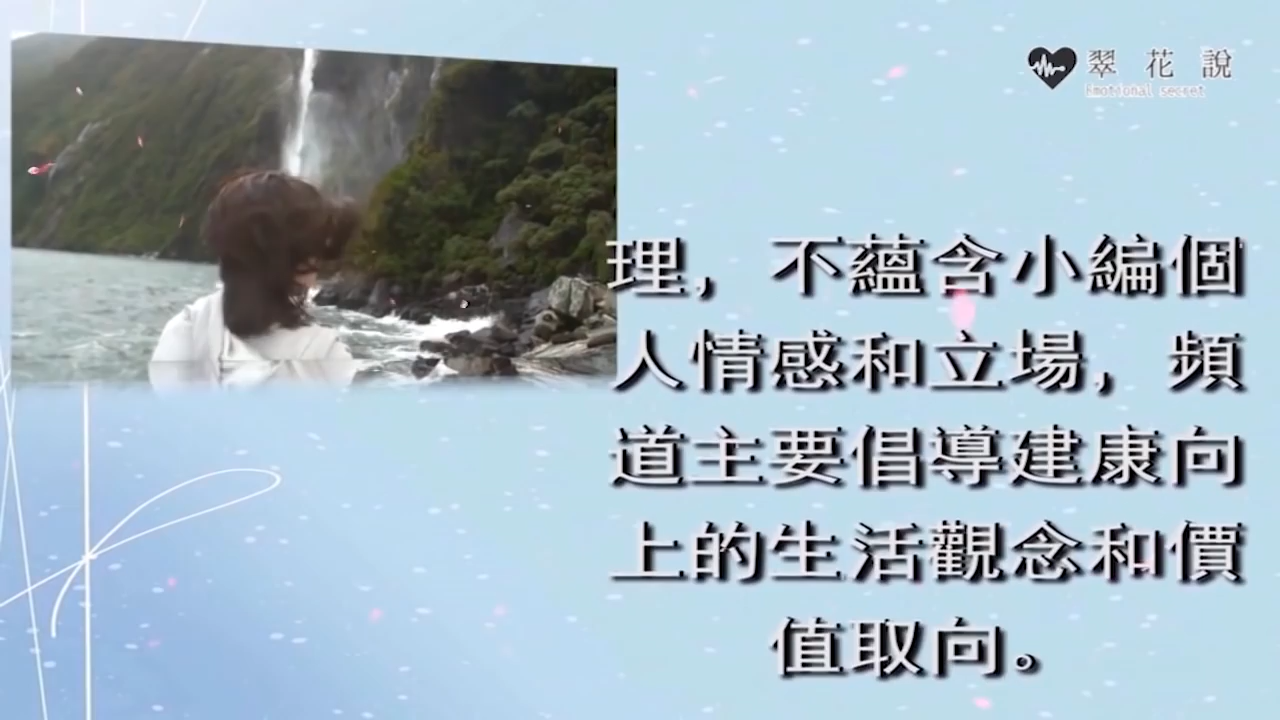 翠花說
Emotional secret
理，不蘊含小編個
人情感和立場，頻
道主要倡導建康向
上的生活觀念和價
值取向。